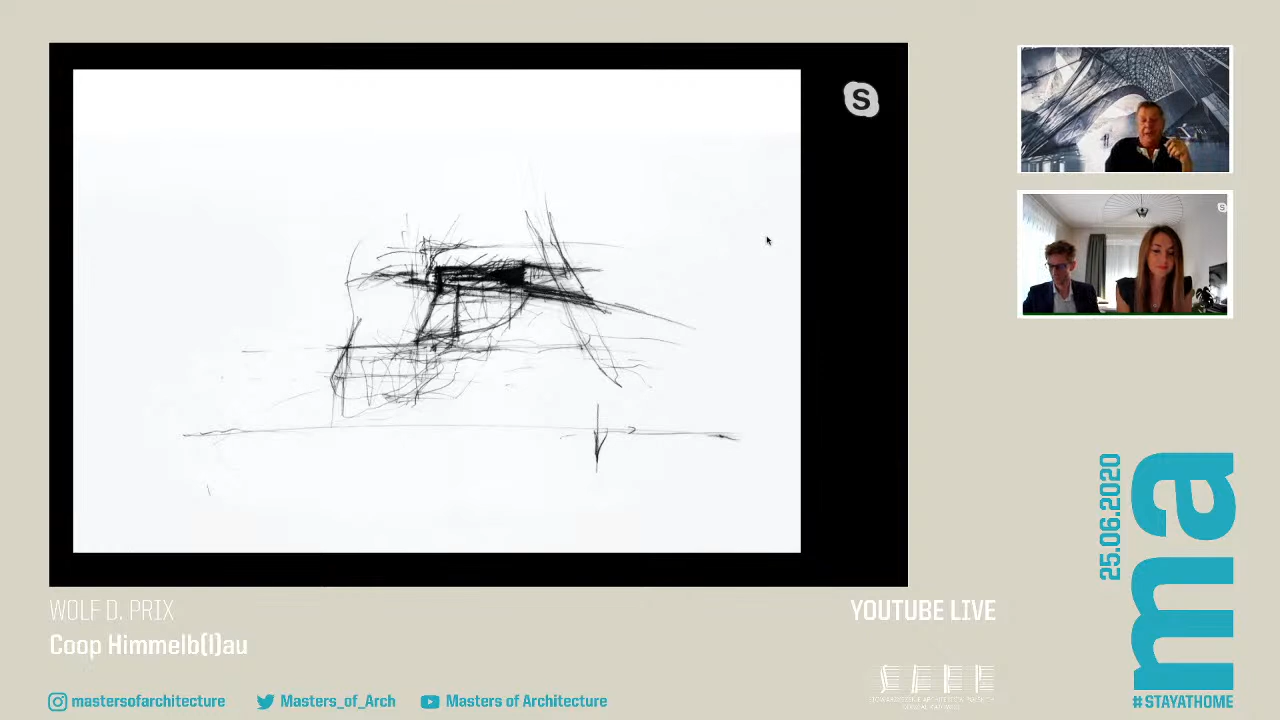 S
S
WOLF D. PRIX
Coop Himmelb(l)au
YOUTUBE LIVE
mastersofarchitecture
Masters_of_Arch
Masters of Architecture
25.06.2020
ma
#STAYATHOME